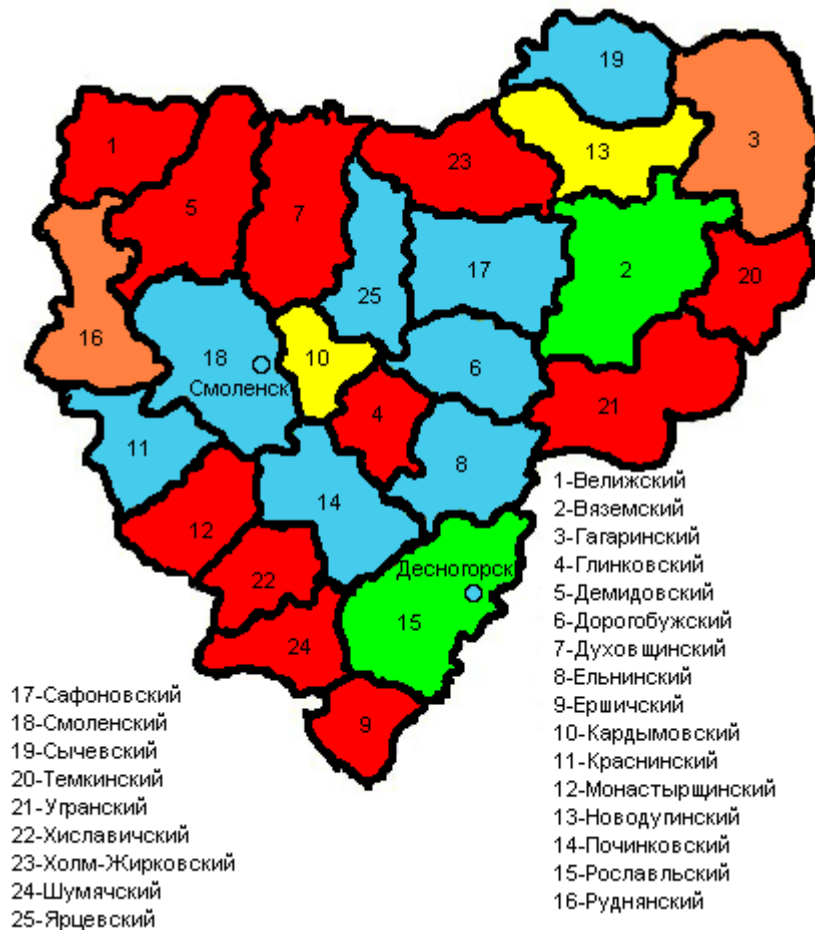 19
1
13
3
23
5
7
17
2
20
25
16
18
Смоленск
10
6
21
4
11
8
14
12
Десногорск
22
15
24
9
1-Велижский
2-Вяземский
3-Гагаринский
4-Глинковский
5-Демидовский
6-Дорогобужский
7-Духовщинский
8-Ельнинский
9-Ершичский
10-Кардымовский
11-Краснинский
12-Монастырщинский
13-Новодугинский
14-Починковский
15-Рославльский
16-Руднянский
17-Сафоновский
18-Смоленский
19-Сычевский
20-Темкинский
21-Угранский
22-Хиславичский
23-Холм-Жирковский
24-Шумячский
25-Ярцевский